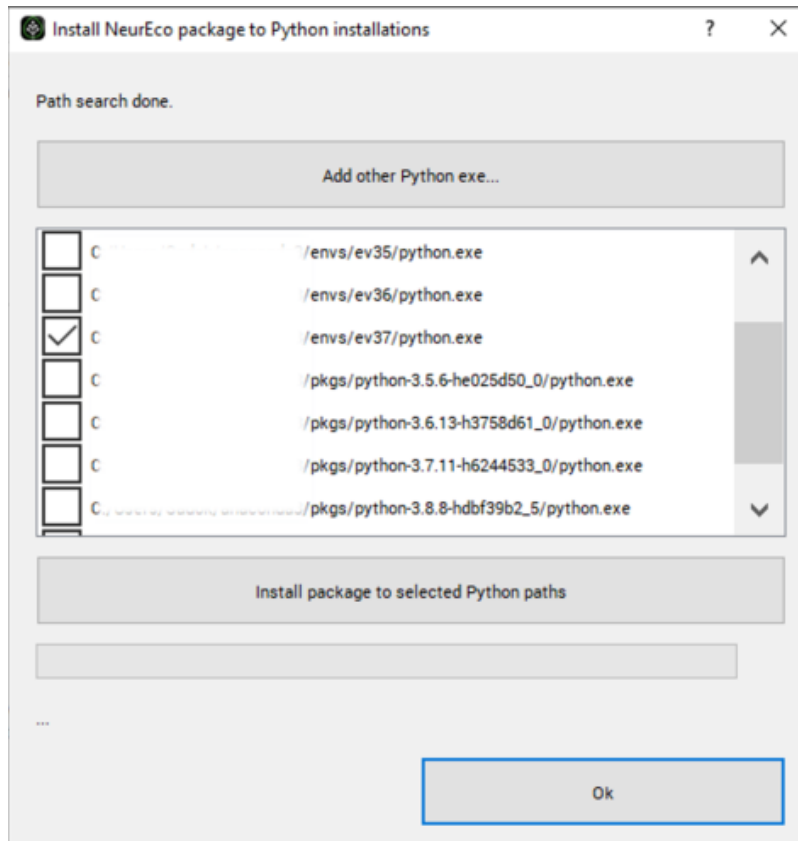 Install NeurEco package to Python installations
Path search done.
Add other Python exe...
C /envs/ev35/python.exe
C /envs/ev36/python.exe
C /envs/ev37/python.exe
C /pkgs/python-3.5.6-he025d50_0/python.exe
C /pkgs/python-3.6.13-h3758d61_0/python.exe
C /pkgs/python-3.7.11-h6244533_0/python.exe
C /pkgs/python-3.8.8-hdbf39b2_5/python.exe
Install package to selected Python paths
...
Ok